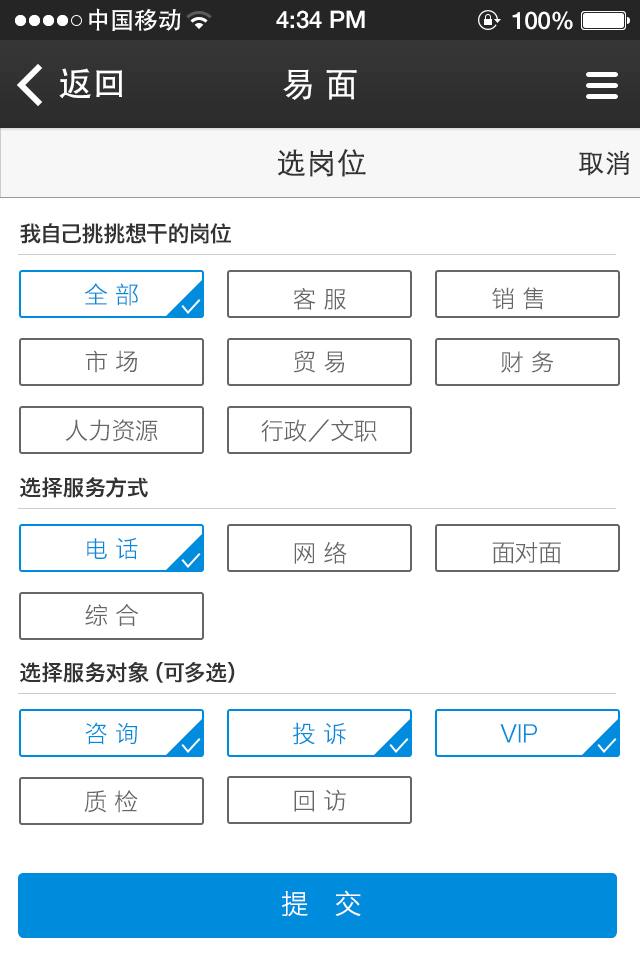 中国移动 4:34 PM 100%
返回 易面
选岗位 取消
我自己挑挑想干的岗位
全部 客服 销售
市场 贸易 财务
人力资源 行政／文职
选择服务方式
电话 网络 面对面
综合
选择服务对象（可多选）
咨询 投诉 VIP
质检 回访
提交